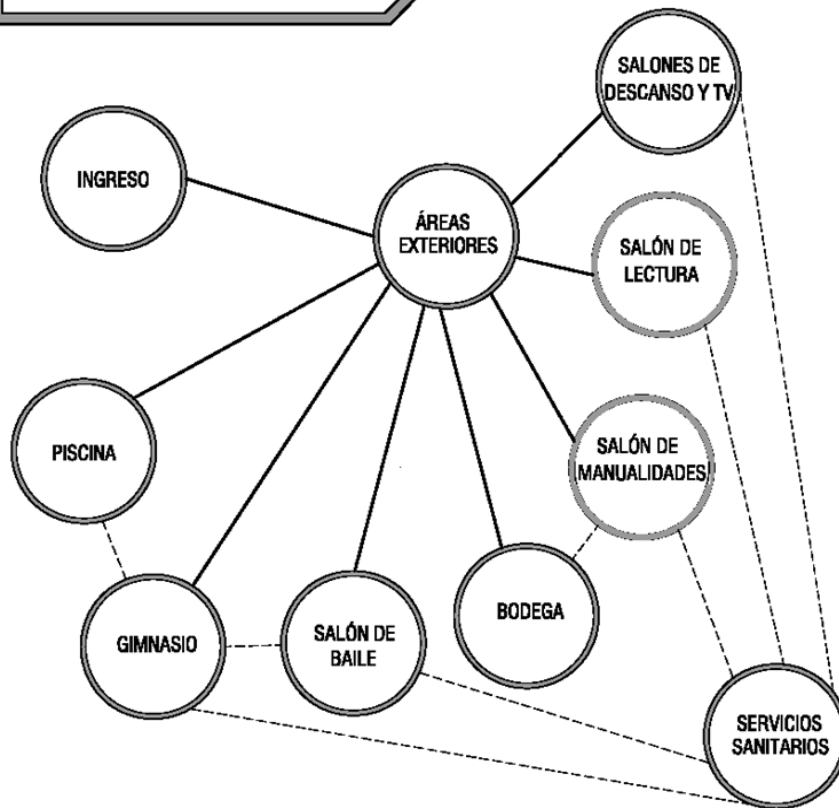 SALONES DE
DESCANSO Y TV
INGRESO
ÁREAS
EXTERIORES
SALÓN DE
LECTURA
PISCINA
SALÓN DE
MANUALIDADES
GIMNASIO
SALÓN DE
BAILE
BODEGA
SERVICIOS
SANITARIOS